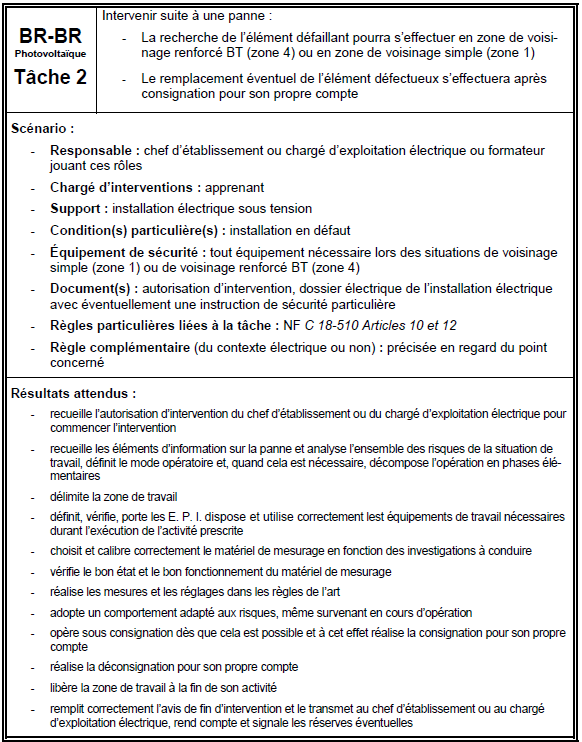 BR-BR
Photovoltaïque
Tâche 2
Intervenir suite à une panne :
- La recherche de l'élément défaillant pourra s'effectuer en zone de voisi-
nage renforcé BT (zone 4) ou en zone de voisinage simple (zone 1)
- Le remplacement éventuel de l'élément défectueux s'effectuera après
consignation pour son propre compte
Scénario :
- Responsable : chef d'établissement ou chargé d'exploitation électrique ou formateur
jouant ces rôles
- Chargé d'interventions : apprenant
- Support : installation électrique sous tension
- Condition(s) particulière(s) : installation en défaut
- Équipement de sécurité : tout équipement nécessaire lors des situations de voisinage
simple (zone 1) ou de voisinage renforcé BT (zone 4)
- Document(s) : autorisation d'intervention, dossier électrique de l'installation électrique
avec éventuellement une instruction de sécurité particulière
- Règles particulières liées à la tâche : NF C 18-510 Articles 10 et 12
- Règle complémentaire (du contexte électrique ou non) : précisée en regard du point
concerné
Résultats attendus :
- recueille l'autorisation d'intervention du chef d'établissement ou du chargé d'exploitation électrique pour
commencer l'intervention
- recueille les éléments d'information sur la panne et analyse l'ensemble des risques de la situation de
travail, définit le mode opératoire et, quand cela est nécessaire, décompose l'opération en phases élé-
mentaires
- délimite la zone de travail
- définit, vérifie, porte les E. P. I. dispose et utilise correctement lest équipements de travail nécessaires
durant l'exécution de l'activité prescrite
- choisit et calibre correctement le matériel de mesurage en fonction des investigations à conduire
- vérifie le bon état et le bon fonctionnement du matériel de mesurage
- réalise les mesures et les réglages dans les règles de l'art
- adopte un comportement adapté aux risques, même survenant en cours d'opération
- opère sous consignation dès que cela est possible et à cet effet réalise la consignation pour son propre
compte
- réalise la déconsignation pour son propre compte
- libère la zone de travail à la fin de son activité
- remplit correctement l'avis de fin d'intervention et le transmet au chef d'établissement ou au chargé
d'exploitation électrique, rend compte et signale les réserves éventuelles